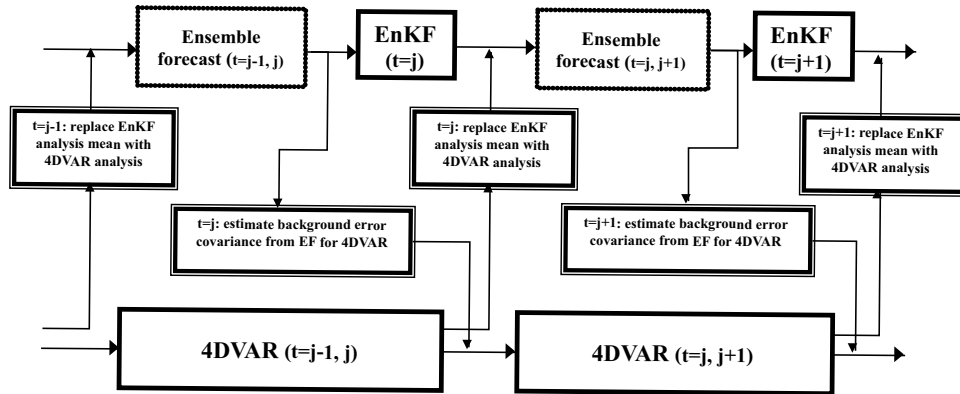 Ensemble
forecast (t=j-1, j)
EnKF
(t=j)
Ensemble
forecast (t=j, j+1)
EnKF
(t=j+1)
t=j-1: replace EnKF
analysis mean with
4DVAR analysis
t=j: replace EnKF
analysis mean with
4DVAR analysis
t=j+1: replace EnKF
analysis mean with
4DVAR analysis
t=j: estimate background error
covariance from EF for 4DVAR
t=j+1: estimate background error
covariance from EF for 4DVAR
4DVAR (t=j-1, j)
4DVAR (t=j, j+1)